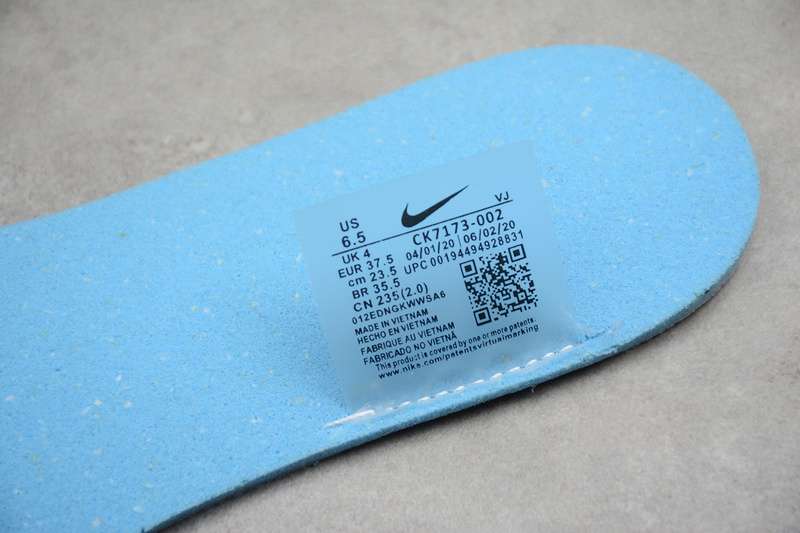 VJ
US
6.5
CK7173-002
UK 4
04/01/20 | 06/02/20
EUR 37.5
UPC 00194494928831
cm 23.5
BR 35.5
CN 235(2.0)
012EDNGKWWSA6
MADE IN VIETNAM
HECHO EN VIETNAM
FABRIQUE AU VIETNAM
FABRICADO NO VIETNÃ
This product is covered by one or more patents.
www.nike.com/patentsvirtualmarking